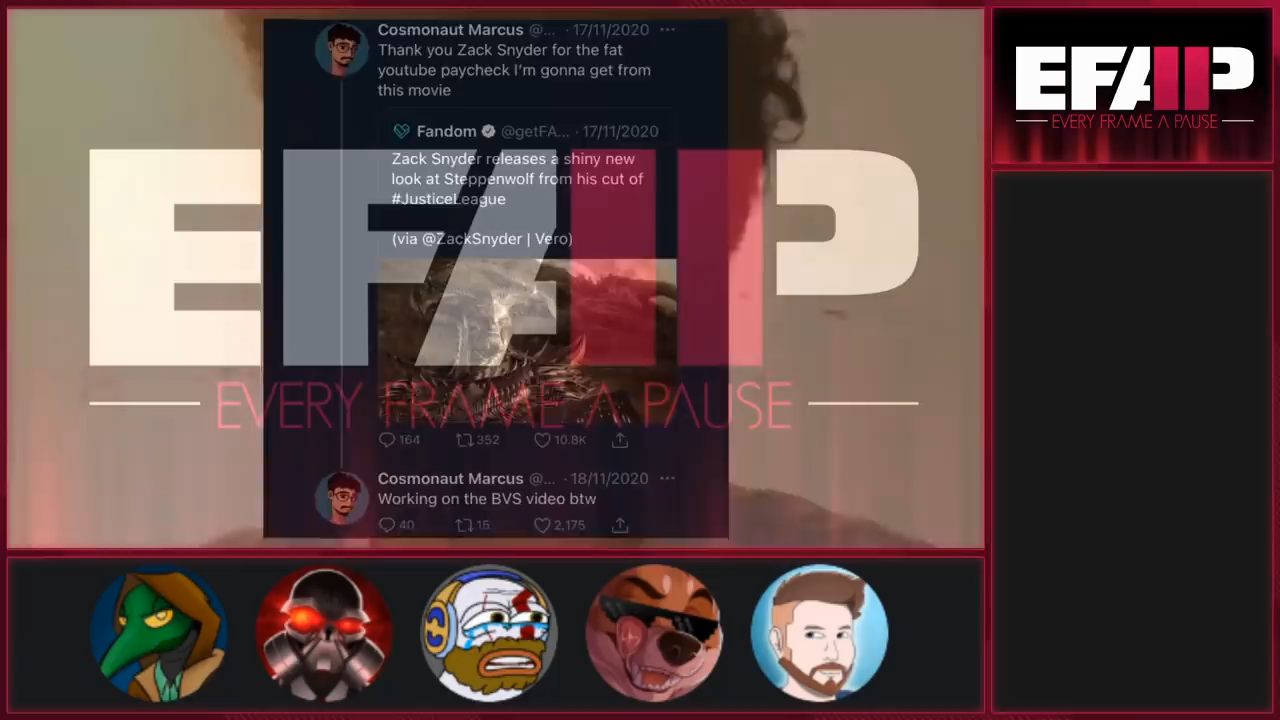 Cosmonaut Marcus @... · 17/11/2020 ···
Thank you Zack Snyder for the fat
youtube paycheck I'm gonna get from
this movie
Fandom @getFA... · 17/11/2020
Zack Snyder releases a shiny new
look at Steppenwolf from his cut of
#JusticeLeague
(via @ZackSnyder | Vero)
164 352 10.8K
Cosmonaut Marcus @... · 18/11/2020 ···
Working on the BVS video btw
40 15 2,175
EFAP
EVERY FRAME A PAUSE
EFAP
EVERY FRAME A PAUSE